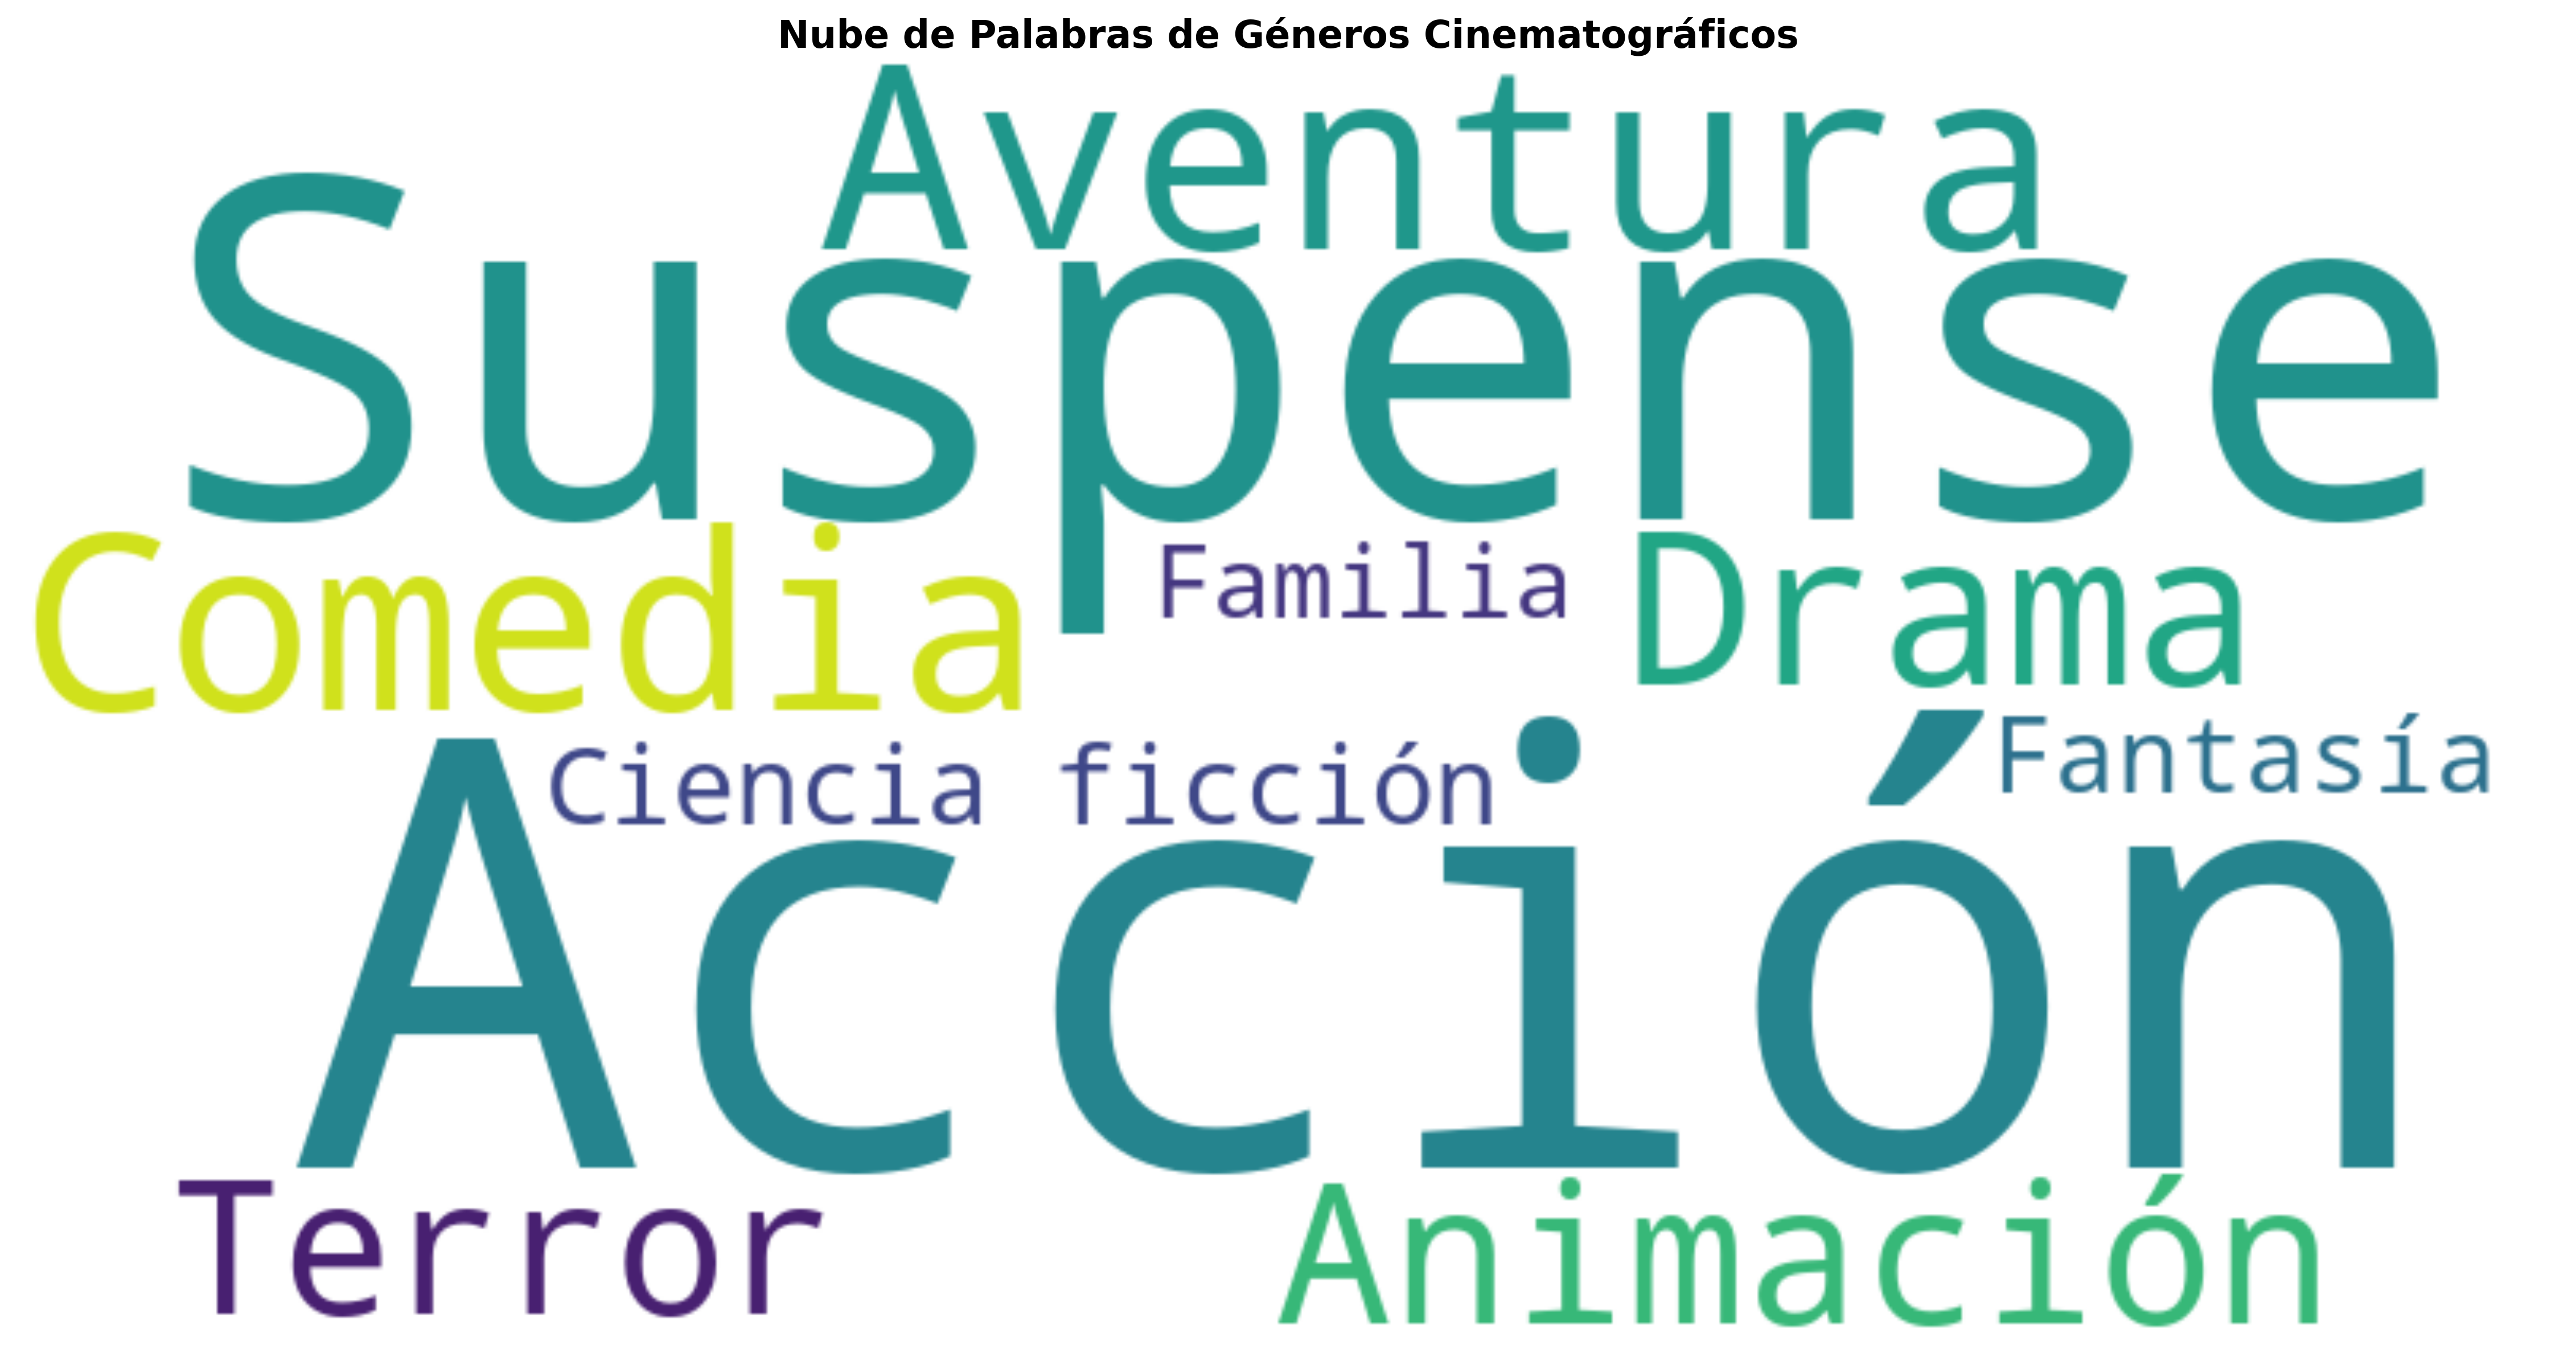 Nube de Palabras de Géneros Cinematográficos
Aventura
Suspense
Comedia
Familia
Drama
Ciencia ficción
Fantasía
Acción
Terror
Animación